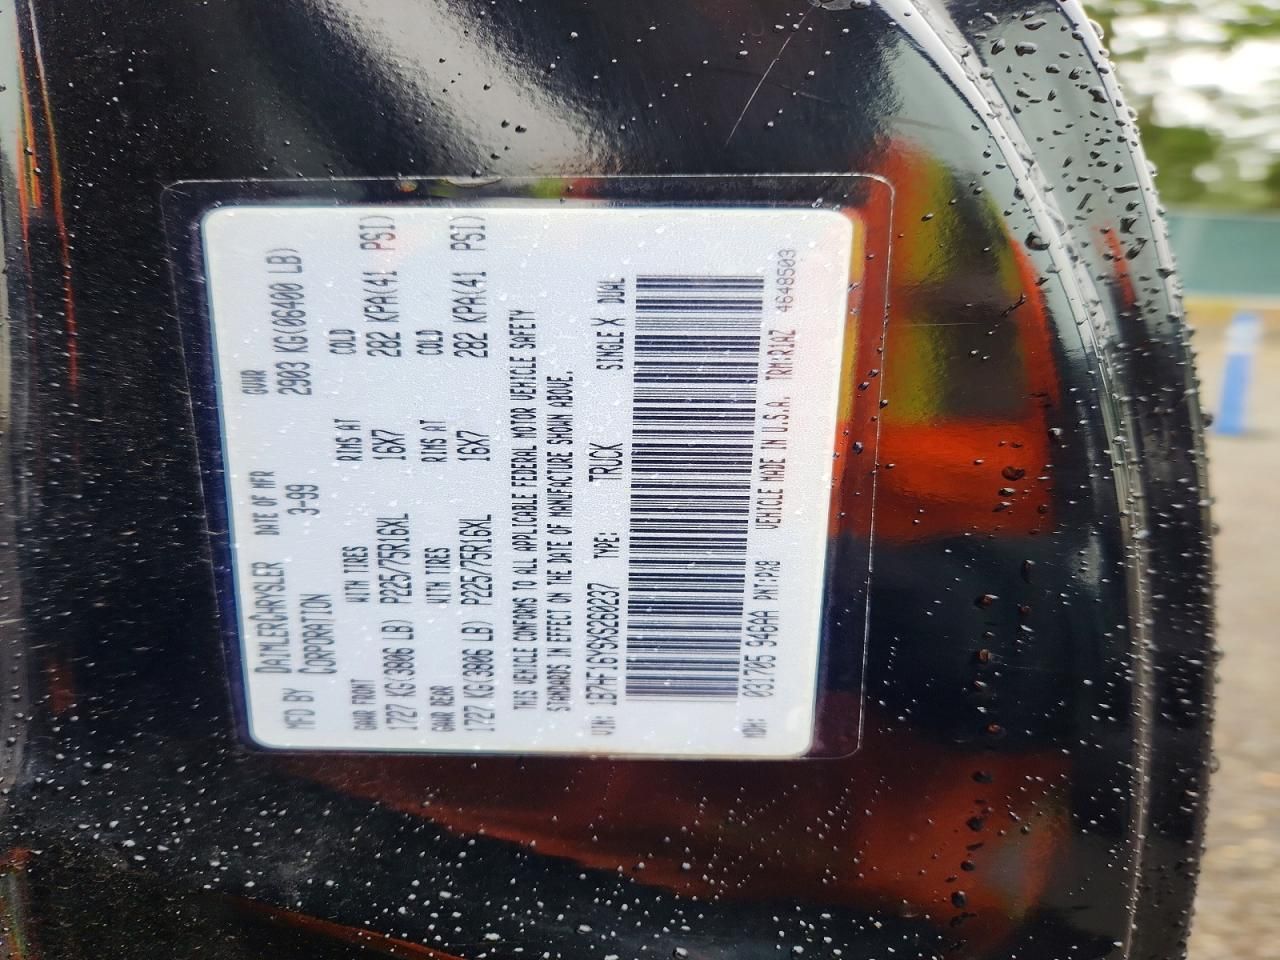 MFD BY DAIMLERCHRYSLER CORPORATION DATE OF MFR 3-99 GVWR 2903 KG(06400 LB)
GAWR FRONT WITH TIRES RIMS AT COLD
1727 KG(3806 LB) P225/75R16XL 16X7 282 KPA(41 PSI)
GAWR REAR WITH TIRES RIMS AT COLD
1727 KG(3806 LB) P225/75R16XL 16X7 282 KPA(41 PSI)
THIS VEHICLE CONFORMS TO ALL APPLICABLE FEDERAL MOTOR VEHICLE SAFETY
STANDARDS IN EFFECT ON THE DATE OF MANUFACTURE SHOWN ABOVE.
VIN: 1B7HF16Y9XS260237 TYPE: TRUCK SINGLE X DUAL
MDH: 031705 946AA PNT:PX8 VEHICLE MADE IN U.S.A. TRM:R1AZ 4648503